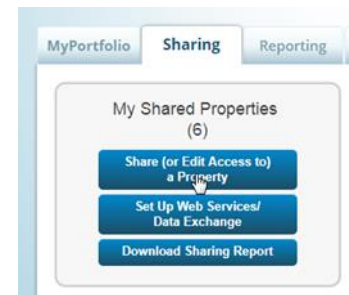 MyPortfolio Sharing Reporting
My Shared Properties
(6)
Share (or Edit Access to)
a Property
Set Up Web Services/
Data Exchange
Download Sharing Report